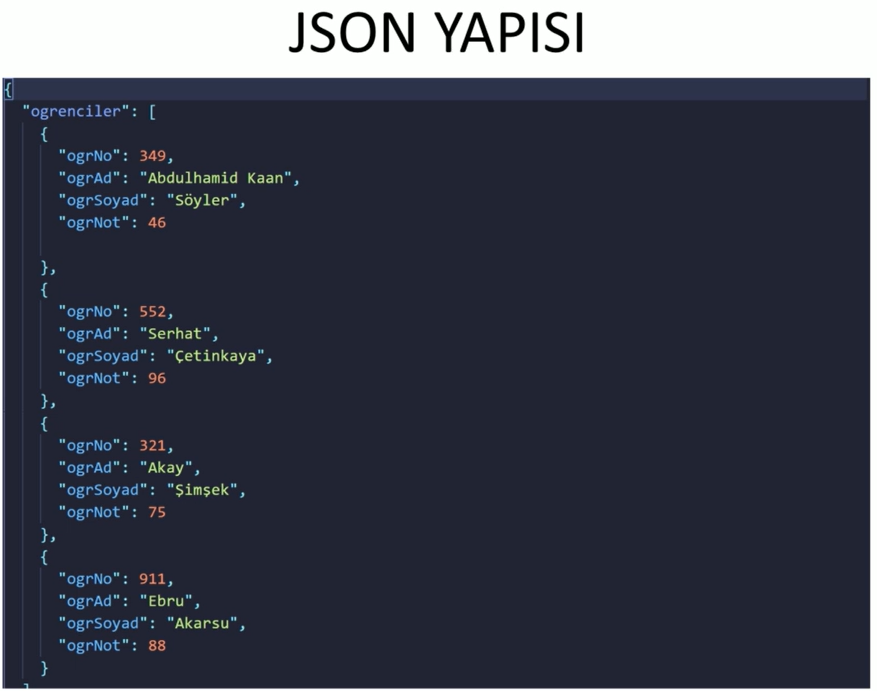 JSON YAPISI
{
"ogrenciler": [
{
"ogrNo": 349,
"ogrAd": "Abdulhamid Kaan",
"ogrSoyad": "Söyler",
"ogrNot": 46
},
{
"ogrNo": 552,
"ogrAd": "Serhat",
"ogrSoyad": "Çetinkaya",
"ogrNot": 96
},
{
"ogrNo": 321,
"ogrAd": "Akay",
"ogrSoyad": "Şimşek",
"ogrNot": 75
},
{
"ogrNo": 911,
"ogrAd": "Ebru",
"ogrSoyad": "Akarsu",
"ogrNot": 88
}
]